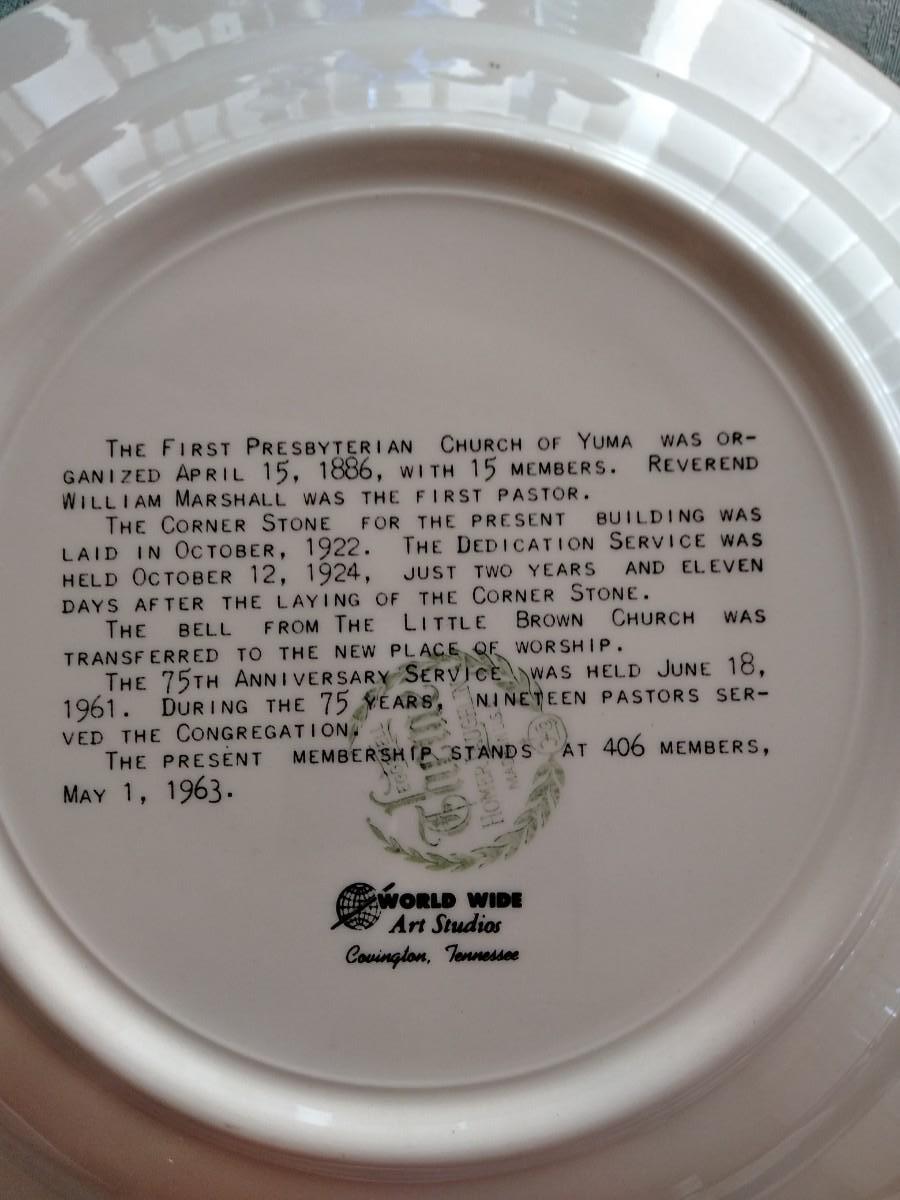 THE FIRST PRESBYTERIAN CHURCH OF YUMA WAS OR-
GANIZED APRIL 15, 1886, WITH 15 MEMBERS. REVEREND
WILLIAM MARSHALL WAS THE FIRST PASTOR.
THE CORNER STONE FOR THE PRESENT BUILDING WAS
LAID IN OCTOBER, 1922. THE DEDICATION SERVICE WAS
HELD OCTOBER 12, 1924, JUST TWO YEARS AND ELEVEN
DAYS AFTER THE LAYING OF THE CORNER STONE.
THE BELL FROM THE LITTLE BROWN CHURCH WAS
TRANSFERRED TO THE NEW PLACE OF WORSHIP.
THE 75TH ANNIVERSARY SERVICE WAS HELD JUNE 18,
1961. DURING THE 75 YEARS, NINETEEN PASTORS SER-
VED THE CONGREGATION.
THE PRESENT MEMBERSHIP STANDS AT 406 MEMBERS,
MAY 1, 1963.
HOMER
WORLD WIDE
Art Studios
Covington, Tennessee